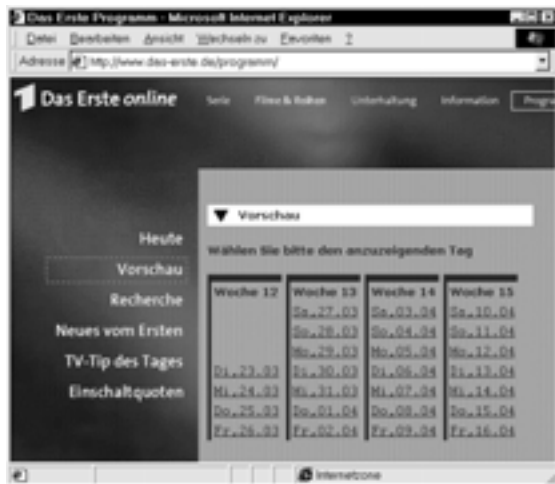 Das Erste Programm - Microsoft Internet Explorer
Datei Bearbeiten Ansicht Wechseln zu Favoriten ?
Adresse http://www.das-erste.de/programm/
1 Das Erste online Serie Filme & Reihen Unterhaltung Information Progr
▼ Vorschau
Wählen Sie bitte den anzuzeigenden Tag
Heute
Vorschau
Recherche
Neues vom Ersten
TV-Tip des Tages
Einschaltquoten
Woche 12 Woche 13 Woche 14 Woche 15
Sa.27.03 Sa.03.04 Sa.10.04
So.28.03 So.04.04 So.11.04
Mo.29.03 Mo.05.04 Mo.12.04
Di.23.03 Di.30.03 Di.06.04 Di.13.04
Mi.24.03 Mi.31.03 Mi.07.04 Mi.14.04
Do.25.03 Do.01.04 Do.08.04 Do.15.04
Fr.26.03 Fr.02.04 Fr.09.04 Fr.16.04
Internetzone